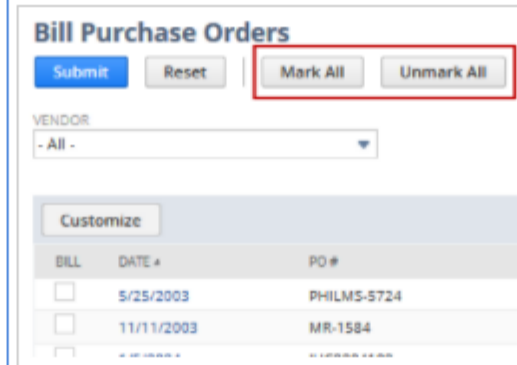 Bill Purchase Orders
Submit Reset Mark All Unmark All
VENDOR
- All -
Customize
BILL DATE PO #
5/25/2003 PHILMS-5724
11/11/2003 MR-1584